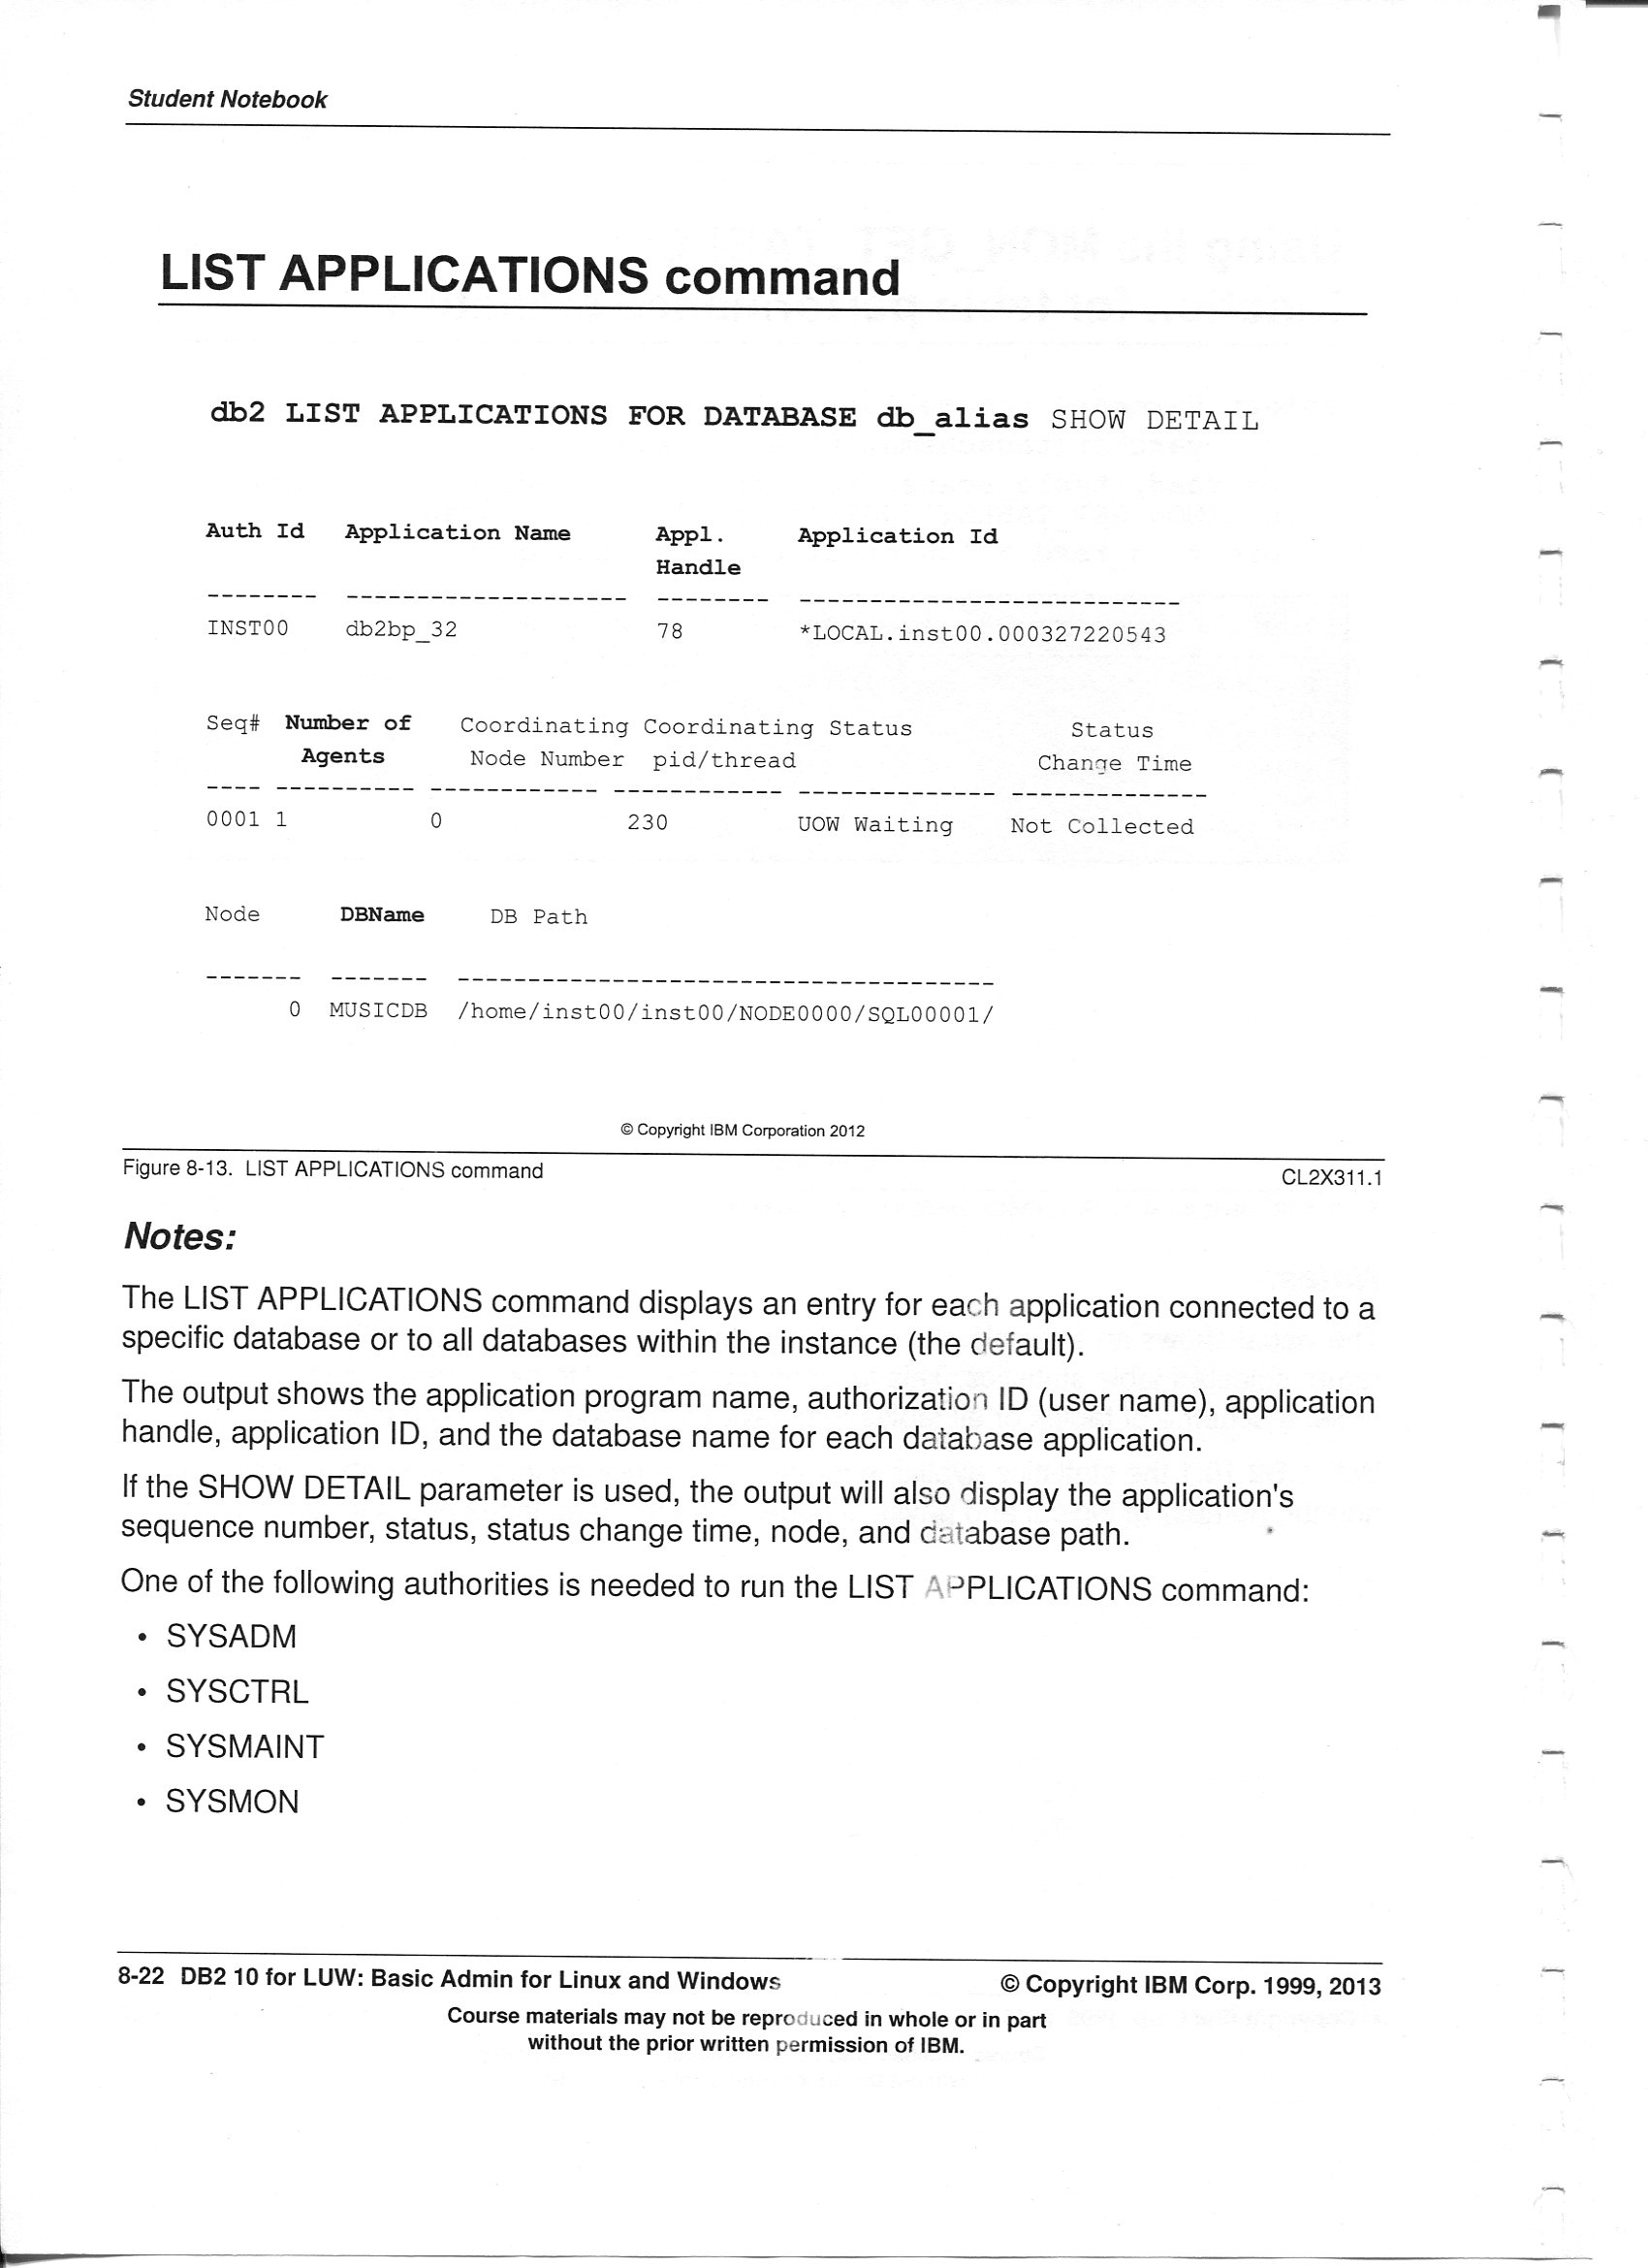 Student Notebook
LIST APPLICATIONS command
db2 LIST APPLICATIONS FOR DATABASE db_alias SHOW DETAIL
Auth Id Application Name Appl. Application Id
Handle
-------- -------------------- -------- ---------------------------
INST00 db2bp_32 78 *LOCAL.inst00.000327220543
Seq# Number of Coordinating Coordinating Status Status
Agents Node Number pid/thread Change Time
---- ---------- ------------ ------------ -------------- --------------
0001 1 0 230 UOW Waiting Not Collected
Node DBName DB Path
------- ------- --------------------------------------
0 MUSICDB /home/inst00/inst00/NODE0000/SQL00001/
© Copyright IBM Corporation 2012
Figure 8-13. LIST APPLICATIONS command CL2X311.1
Notes:
The LIST APPLICATIONS command displays an entry for each application connected to a
specific database or to all databases within the instance (the default).
The output shows the application program name, authorization ID (user name), application
handle, application ID, and the database name for each database application.
If the SHOW DETAIL parameter is used, the output will also display the application's
sequence number, status, status change time, node, and database path.
One of the following authorities is needed to run the LIST APPLICATIONS command:
• SYSADM
• SYSCTRL
• SYSMAINT
• SYSMON
8-22 DB2 10 for LUW: Basic Admin for Linux and Windows © Copyright IBM Corp. 1999, 2013
Course materials may not be reproduced in whole or in part
without the prior written permission of IBM.